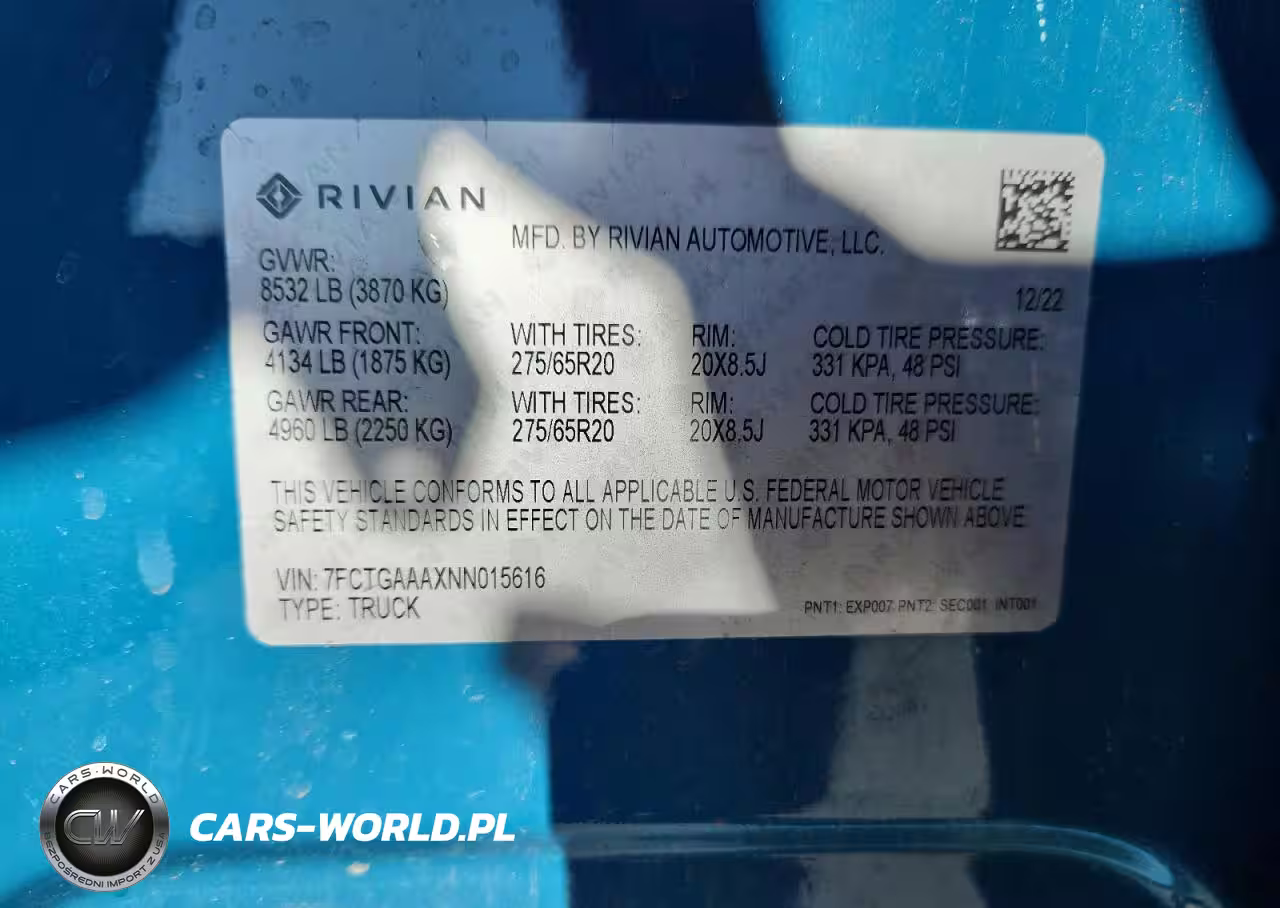 RIVIAN
MFD. BY RIVIAN AUTOMOTIVE, LLC.
GVWR:
8532 LB (3870 KG)
12/22
GAWR FRONT: WITH TIRES: RIM: COLD TIRE PRESSURE:
4134 LB (1875 KG) 275/65R20 20X8.5J 331 KPA, 48 PSI
GAWR REAR: WITH TIRES: RIM: COLD TIRE PRESSURE:
4960 LB (2250 KG) 275/65R20 20X8.5J 331 KPA, 48 PSI
THIS VEHICLE CONFORMS TO ALL APPLICABLE U.S. FEDERAL MOTOR VEHICLE
SAFETY STANDARDS IN EFFECT ON THE DATE OF MANUFACTURE SHOWN ABOVE
VIN: 7FCTGAAAXNN015616
TYPE: TRUCK
PNT1: EXP007 PNT2: SEC001 INT001
CARS-WORLD
CW
BEZPOŚREDNI IMPORT Z USA
CARS-WORLD.PL